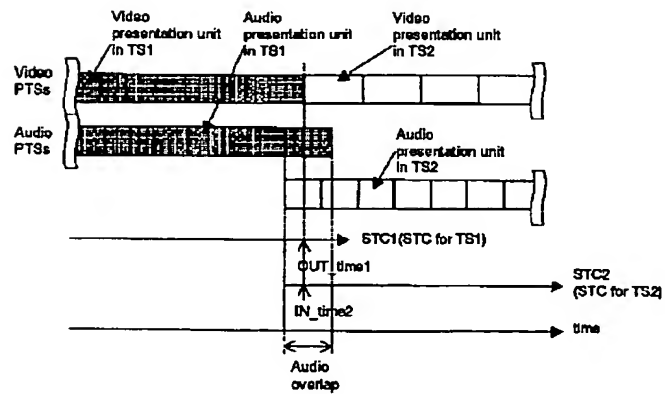 Video
presentation unit
in TS1
Audio
presentation unit
in TS1
Video
presentation unit
in TS2
Video
PTSs
Audio
PTSs
Audio
presentation unit
in TS2
STC1(STC for TS1)
OUT_time1
STC2
(STC for TS2)
IN_time2
time
Audio
overlap